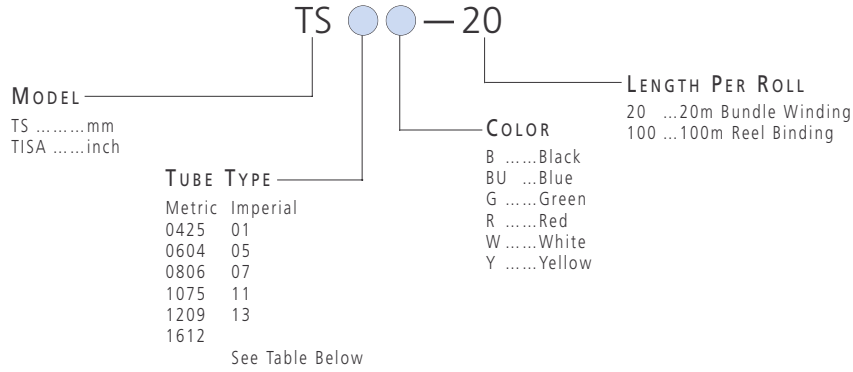 TS — 20
MODEL
TS ………mm
TISA ……inch
TUBE TYPE
Metric Imperial
0425 01
0604 05
0806 07
1075 11
1209 13
1612
See Table Below
COLOR
B ……Black
BU …Blue
G ……Green
R ……Red
W ……White
Y ……Yellow
LENGTH PER ROLL
20 …20m Bundle Winding
100 …100m Reel Binding